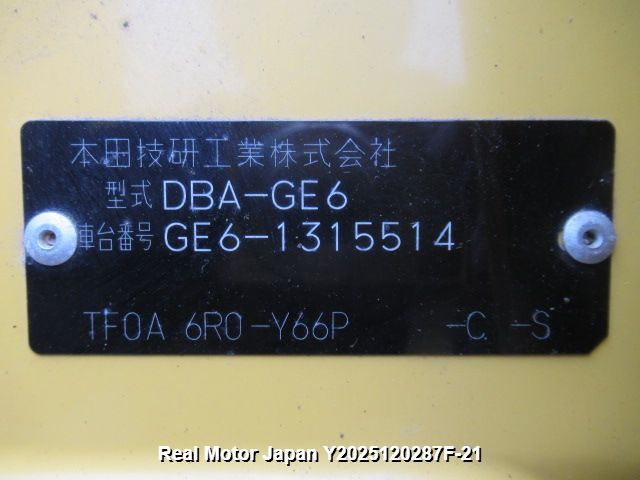 本田技研工業株式会社
型式 DBA-GE6
車台番号 GE6-1315514
TF0A 6R0-Y66P -C -S
Real Motor Japan Y2025120287F-21